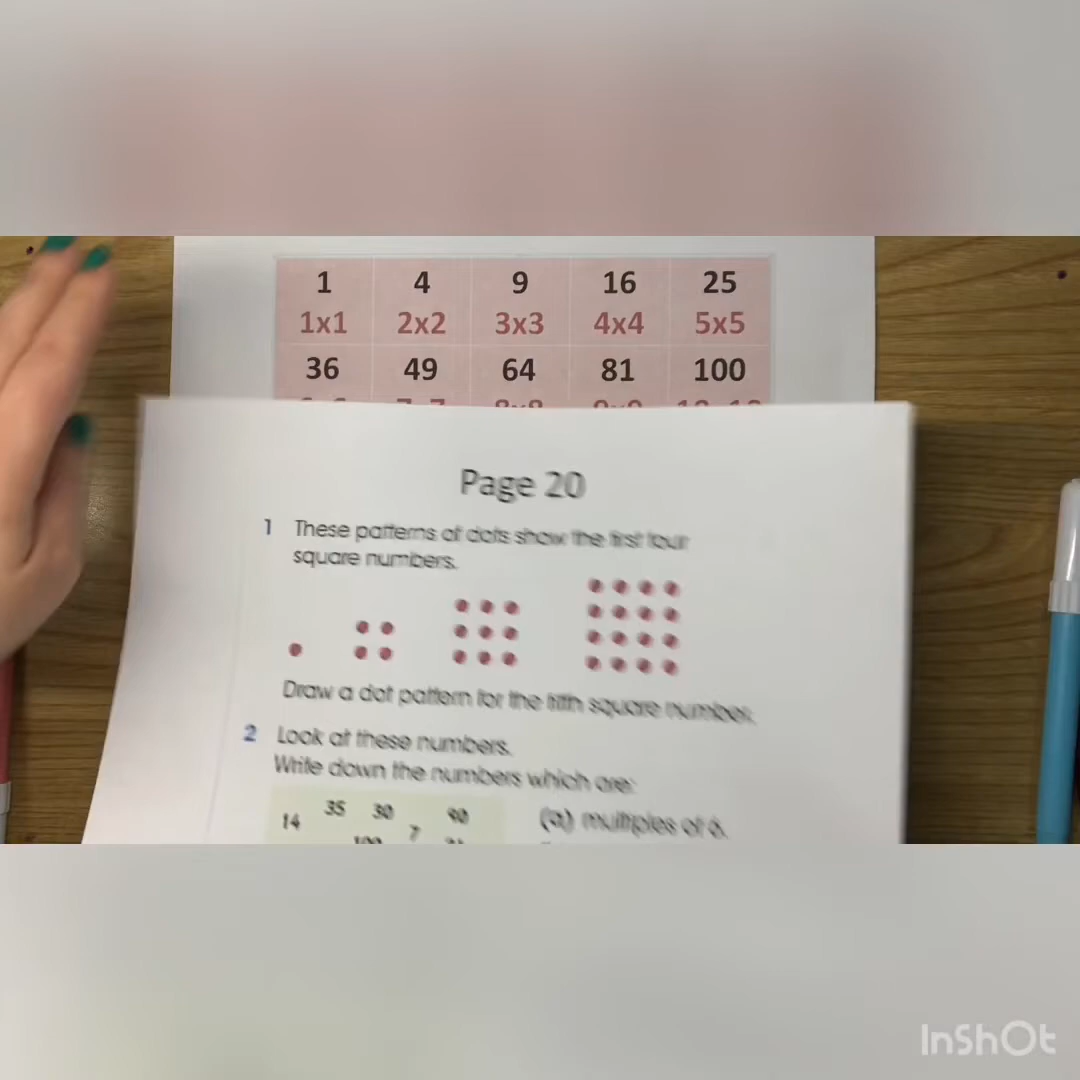 1 4 9 16 25
1x1 2x2 3x3 4x4 5x5
36 49 64 81 100
Page 20
1 These patterns of dots show the first four
square numbers.
Draw a dot pattern for the fifth square number.
2 Look at these numbers.
Write down the numbers which are:
35 30 90
14 7
(a) multiples of 6.
InShOt